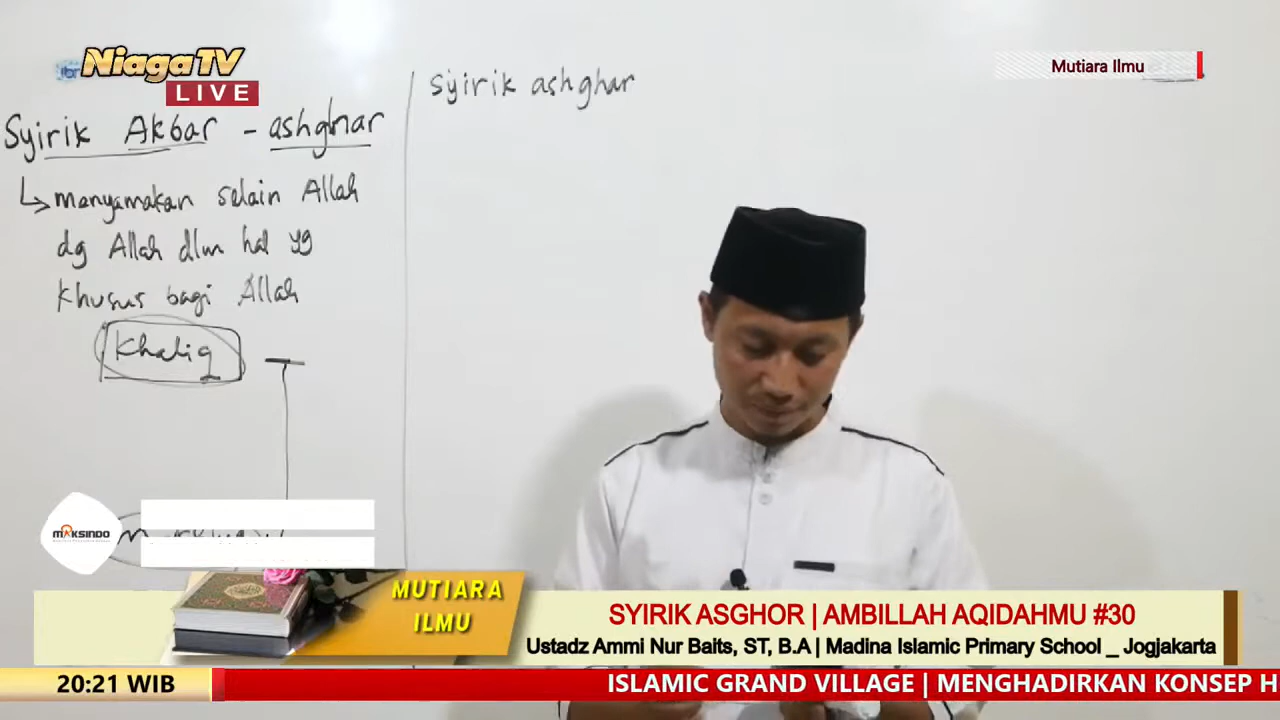 NiagaTV
LIVE
Mutiara Ilmu
Syirik Akbar - ashghar
menyamakan selain Allah
dg Allah dlm hal yg
khusus bagi Allah
Khaliq
syirik ashghar
MAKSINDO
MUTIARA
ILMU
SYIRIK ASGHOR | AMBILLAH AQIDAHMU #30
Ustadz Ammi Nur Baits, ST, B.A | Madina Islamic Primary School _ Jogjakarta
20:21 WIB
ISLAMIC GRAND VILLAGE | MENGHADIRKAN KONSEP H